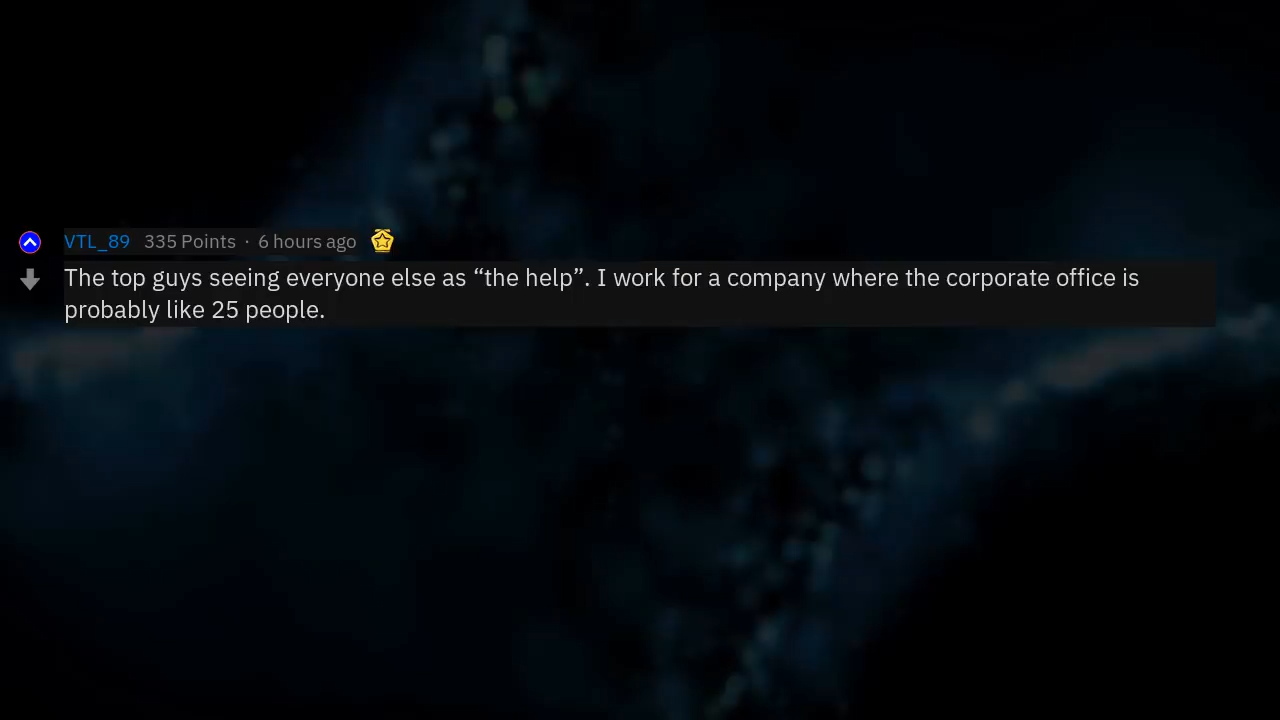 VTL_89 335 Points · 6 hours ago
The top guys seeing everyone else as “the help”. I work for a company where the corporate office is
probably like 25 people.